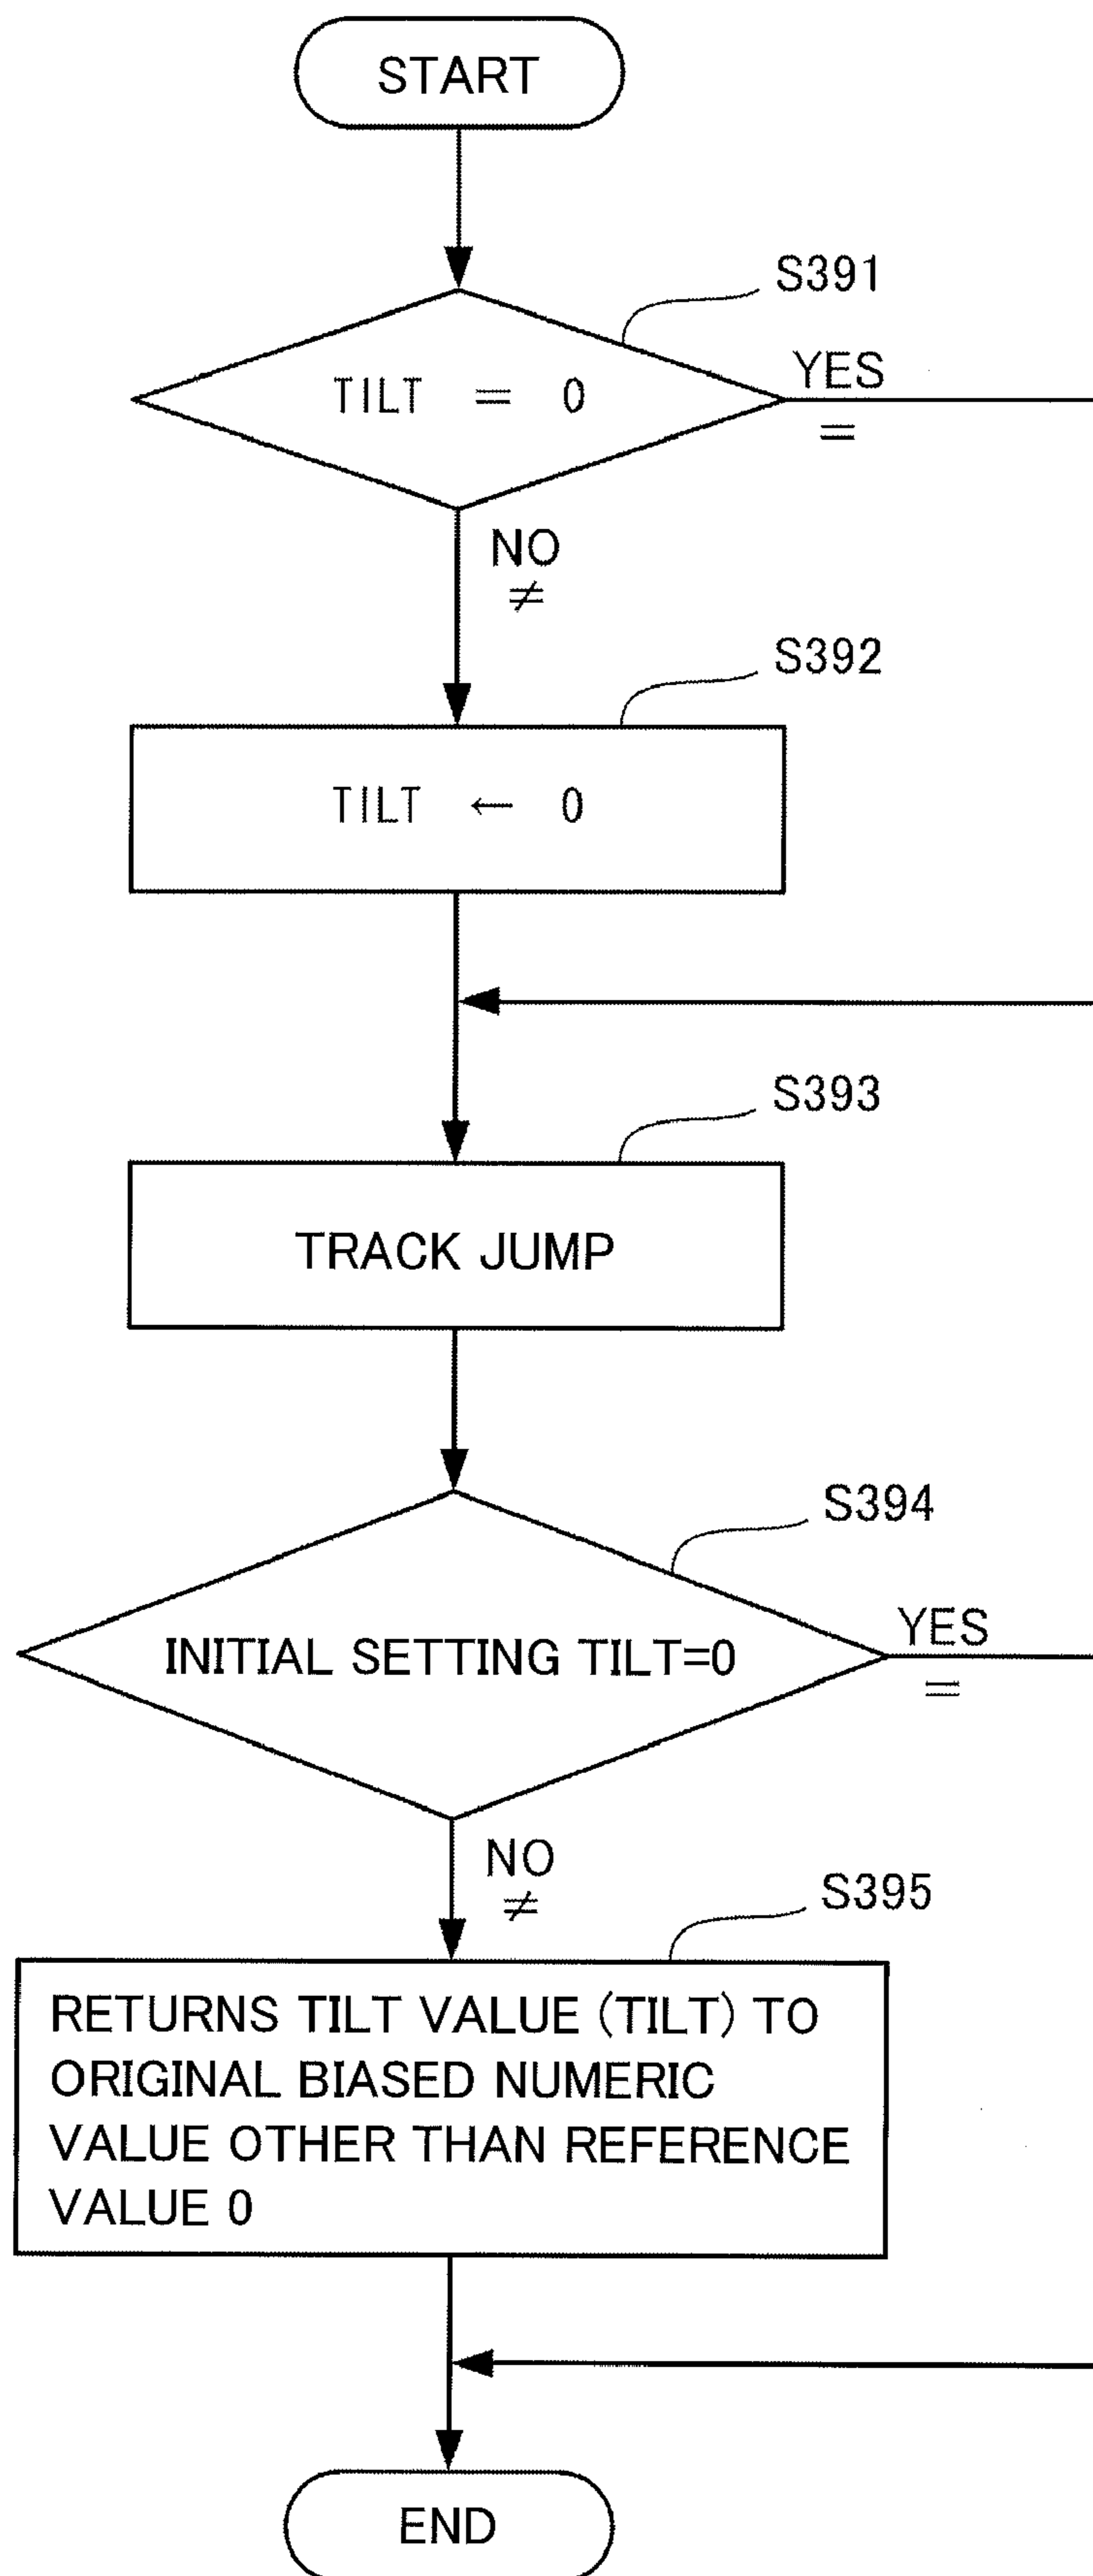 START
S391
TILT = 0
YES
=
NO
≠
S392
TILT ← 0
S393
TRACK JUMP
S394
INITIAL SETTING TILT=0
YES
=
NO
≠
S395
RETURNS TILT VALUE (TILT) TO
ORIGINAL BIASED NUMERIC
VALUE OTHER THAN REFERENCE
VALUE 0
END